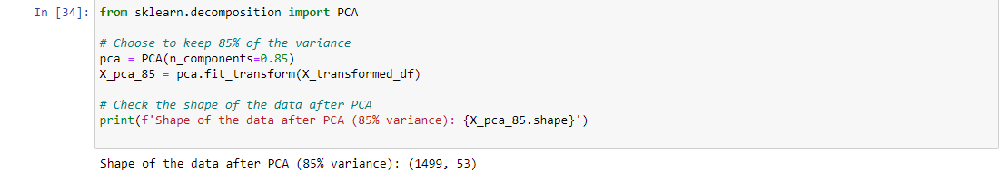 In [34]: from sklearn.decomposition import PCA
# Choose to keep 85% of the variance
pca = PCA(n_components=0.85)
X_pca_85 = pca.fit_transform(X_transformed_df)
# Check the shape of the data after PCA
print(f'Shape of the data after PCA (85% variance): {X_pca_85.shape}')
Shape of the data after PCA (85% variance): (1499, 53)